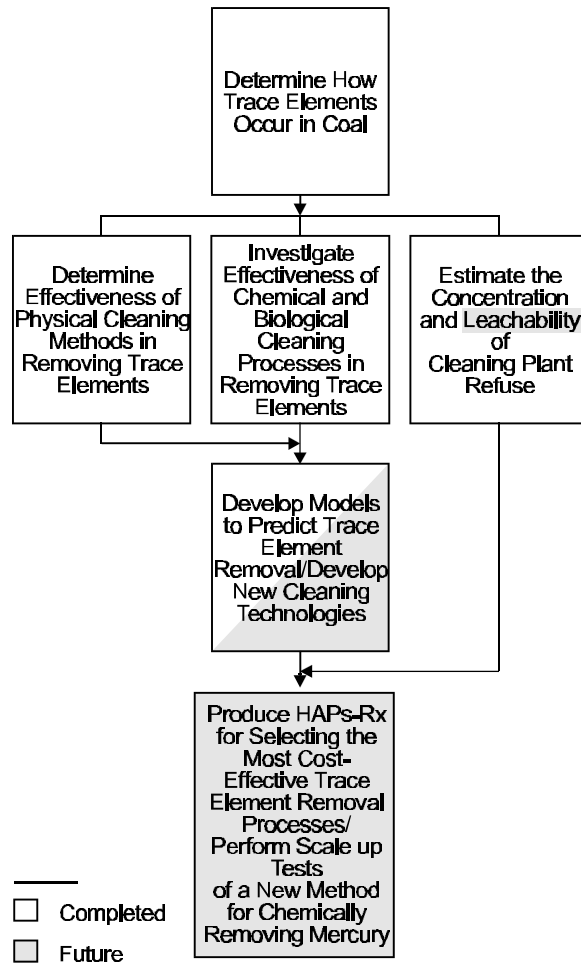 Determine How
Trace Elements
Occur in Coal
Determine
Effectiveness of
Physical Cleaning
Methods in
Removing Trace
Elements
Investigate
Effectiveness of
Chemical and
Biological
Cleaning
Processes in
Removing Trace
Elements
Estimate the
Concentration
and Leachability
of
Cleaning Plant
Refuse
Develop Models
to Predict Trace
Element
Removal/Develop
New Cleaning
Technologies
Produce HAPs-Rx
for Selecting the
Most Cost-
Effective Trace
Element Removal
Processes/
Perform Scale up
Tests
of a New Method
for Chemically
Removing Mercury
Completed
Future